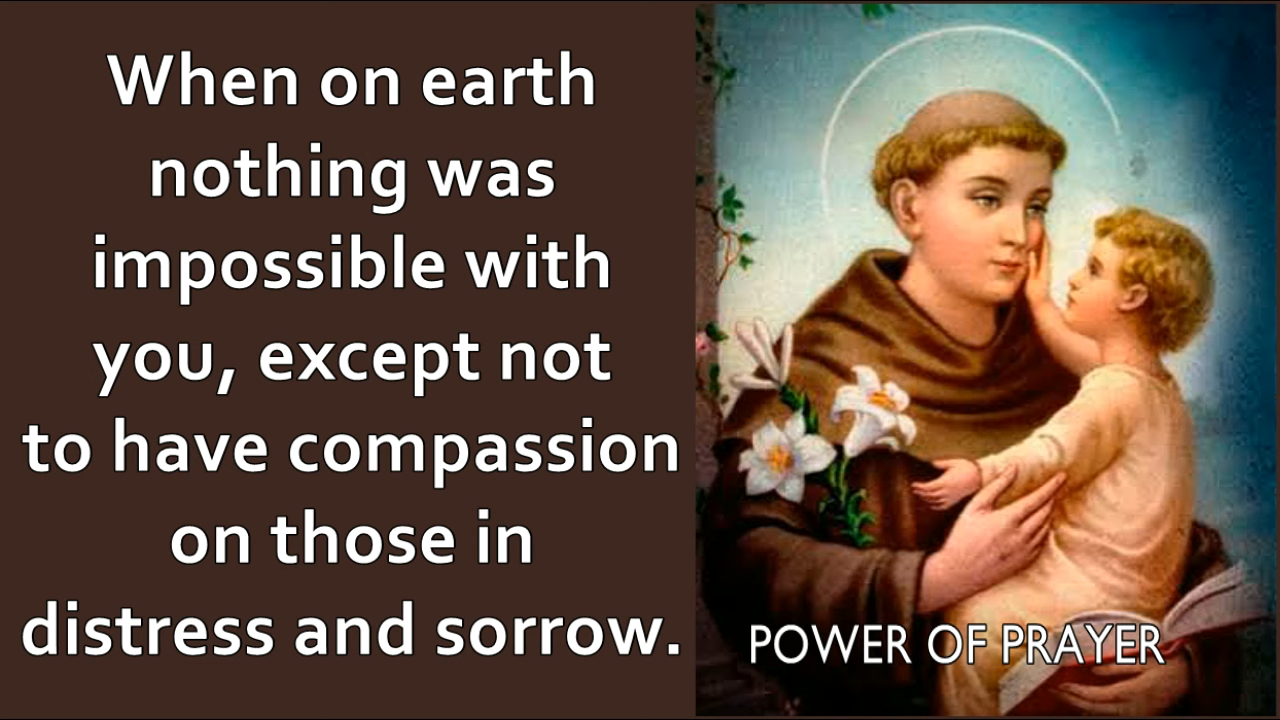 When on earth
nothing was
impossible with
you, except not
to have compassion
on those in
distress and sorrow.
POWER OF PRAYER